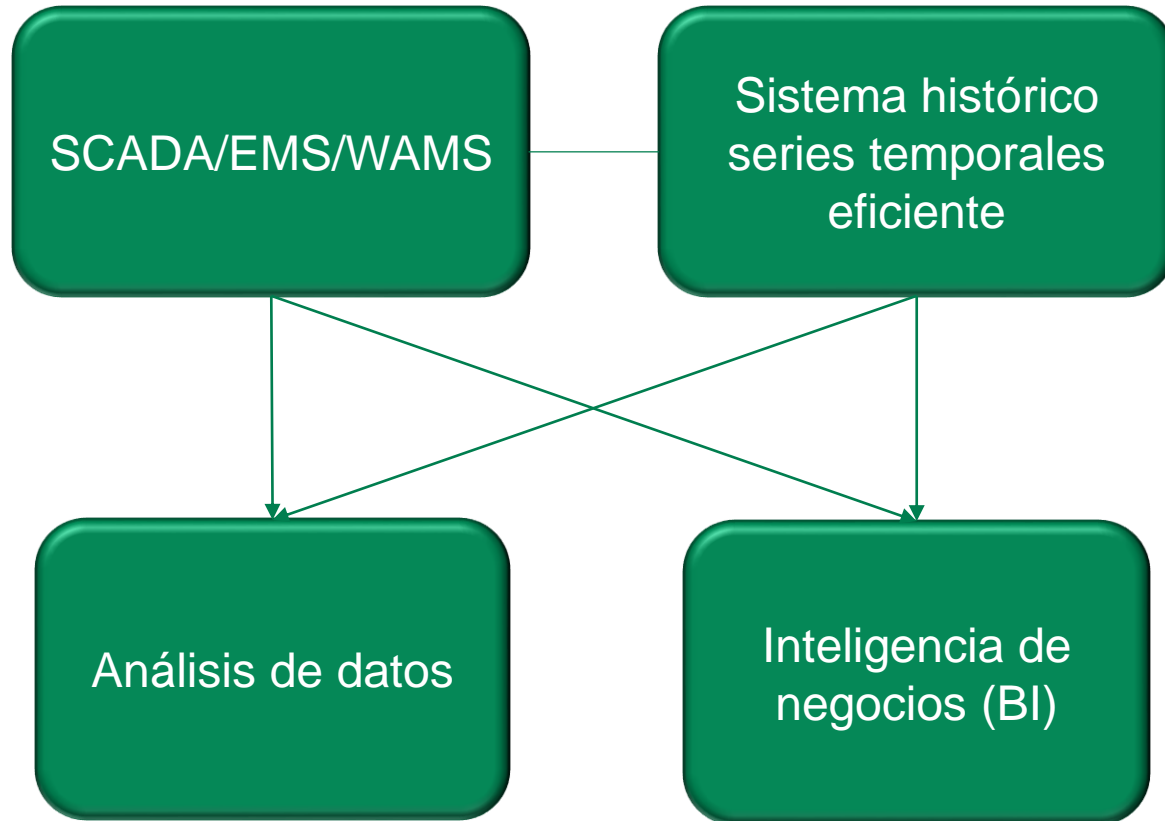 SCADA/EMS/WAMS
Sistema histórico
series temporales
eficiente
Análisis de datos
Inteligencia de
negocios (BI)